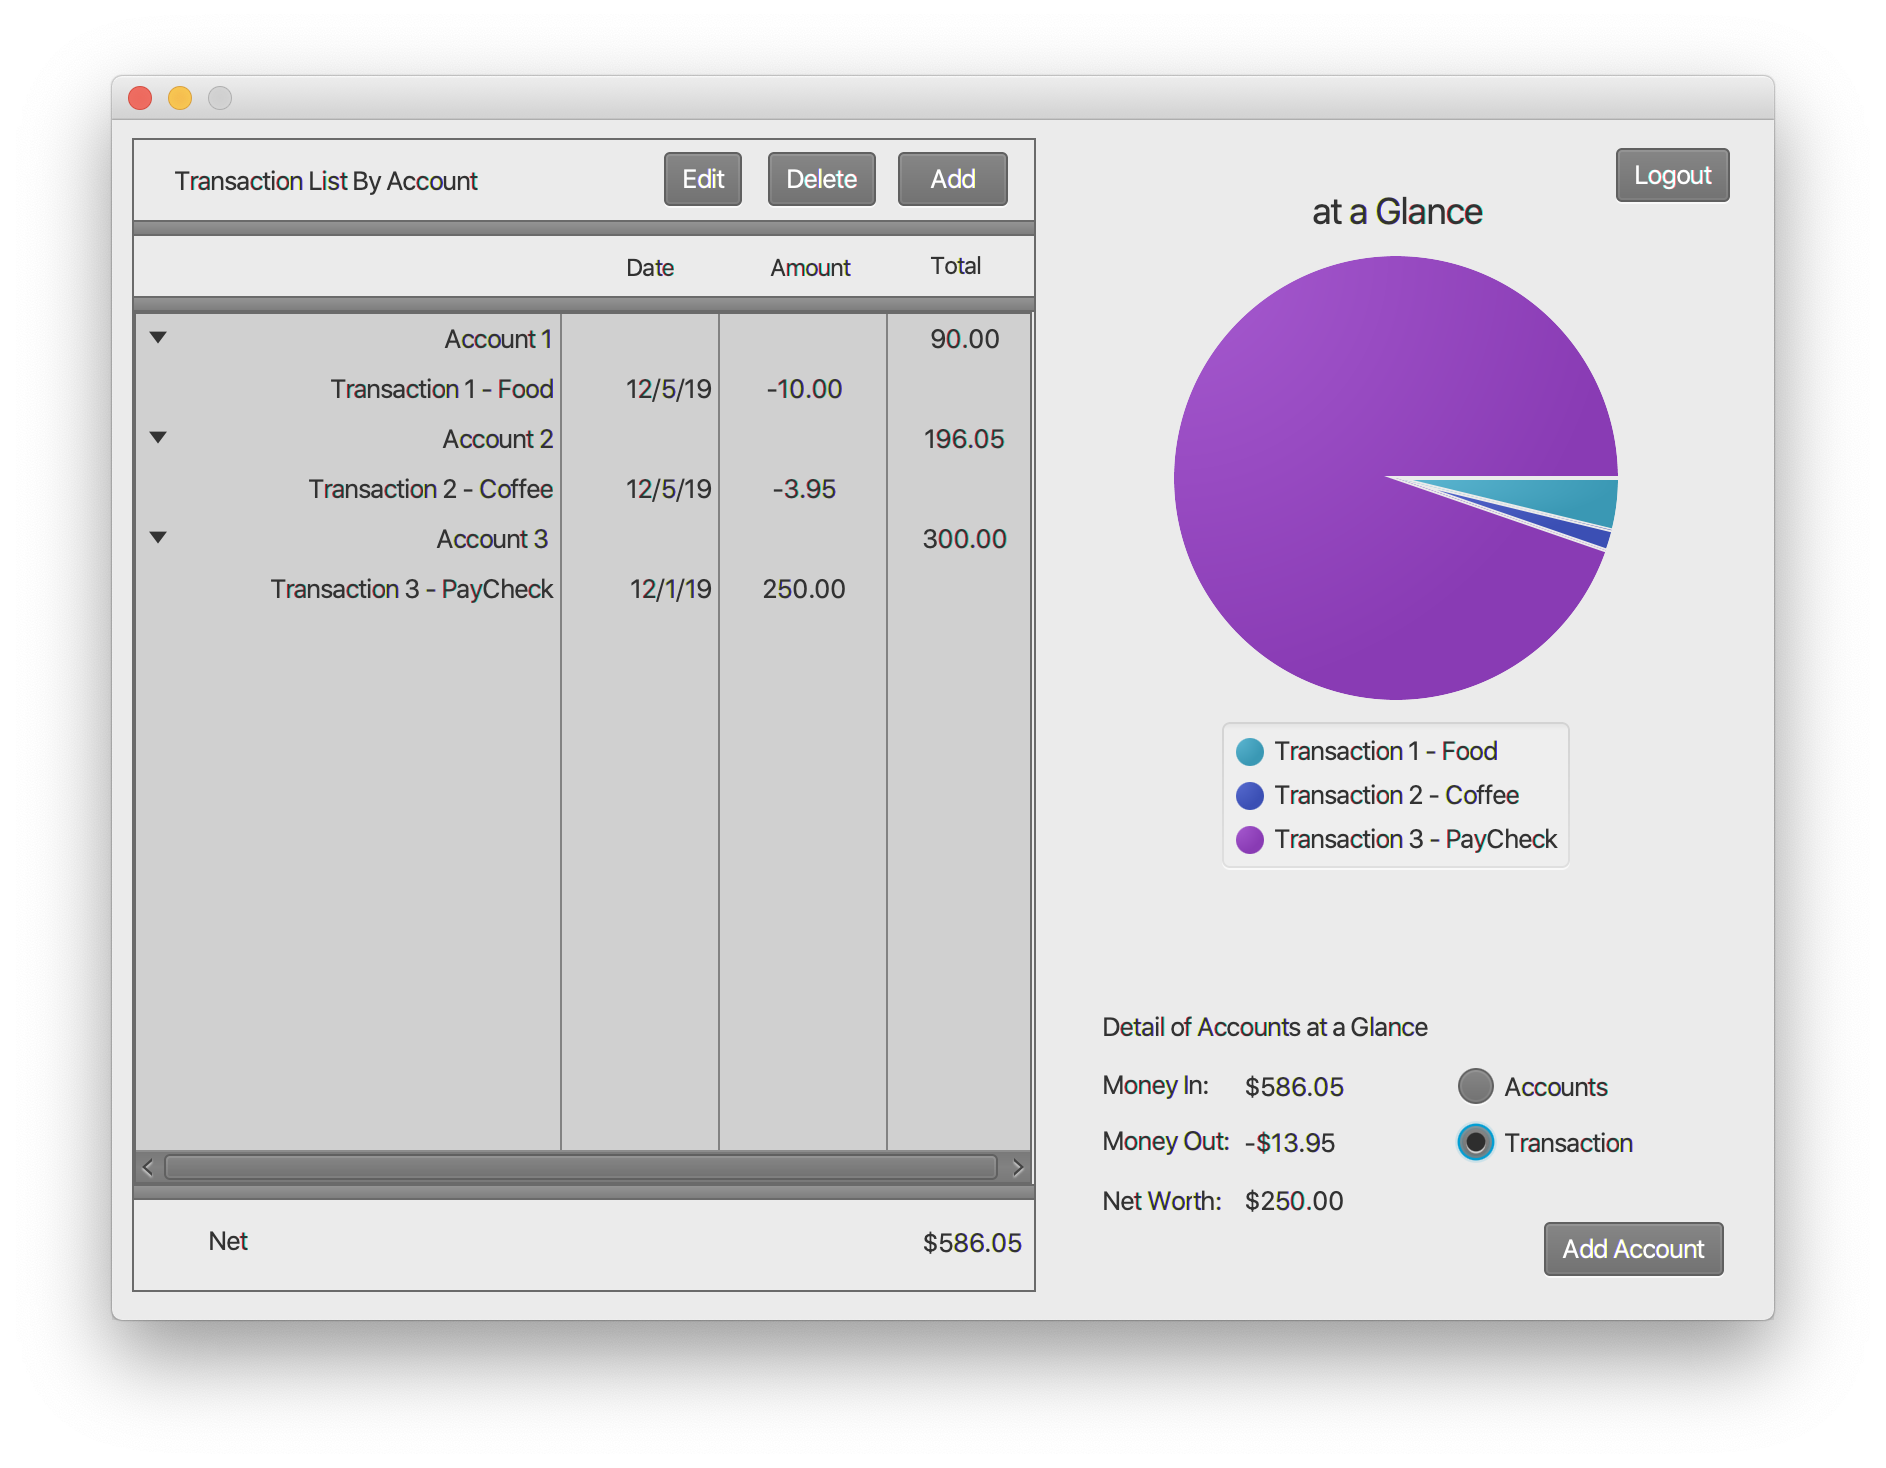 Transaction List By Account Edit Delete Add
Date Amount Total
Account 1 90.00
Transaction 1 - Food 12/5/19 -10.00
Account 2 196.05
Transaction 2 - Coffee 12/5/19 -3.95
Account 3 300.00
Transaction 3 - PayCheck 12/1/19 250.00
Net $586.05
Logout
at a Glance
Transaction 1 - Food
Transaction 2 - Coffee
Transaction 3 - PayCheck
Detail of Accounts at a Glance
Money In: $586.05 Accounts
Money Out: -$13.95 Transaction
Net Worth: $250.00
Add Account